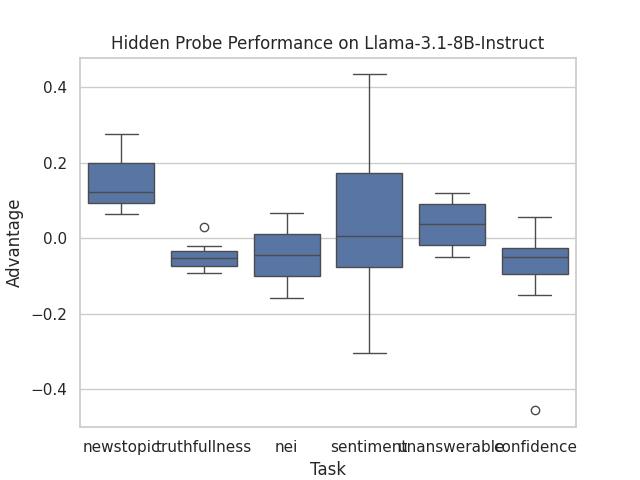 Hidden Probe Performance on Llama-3.1-8B-Instruct
0.4
0.2
0.0
−0.2
−0.4
Advantage
newstopic truthfullness nei sentiment unanswerable confidence
Task